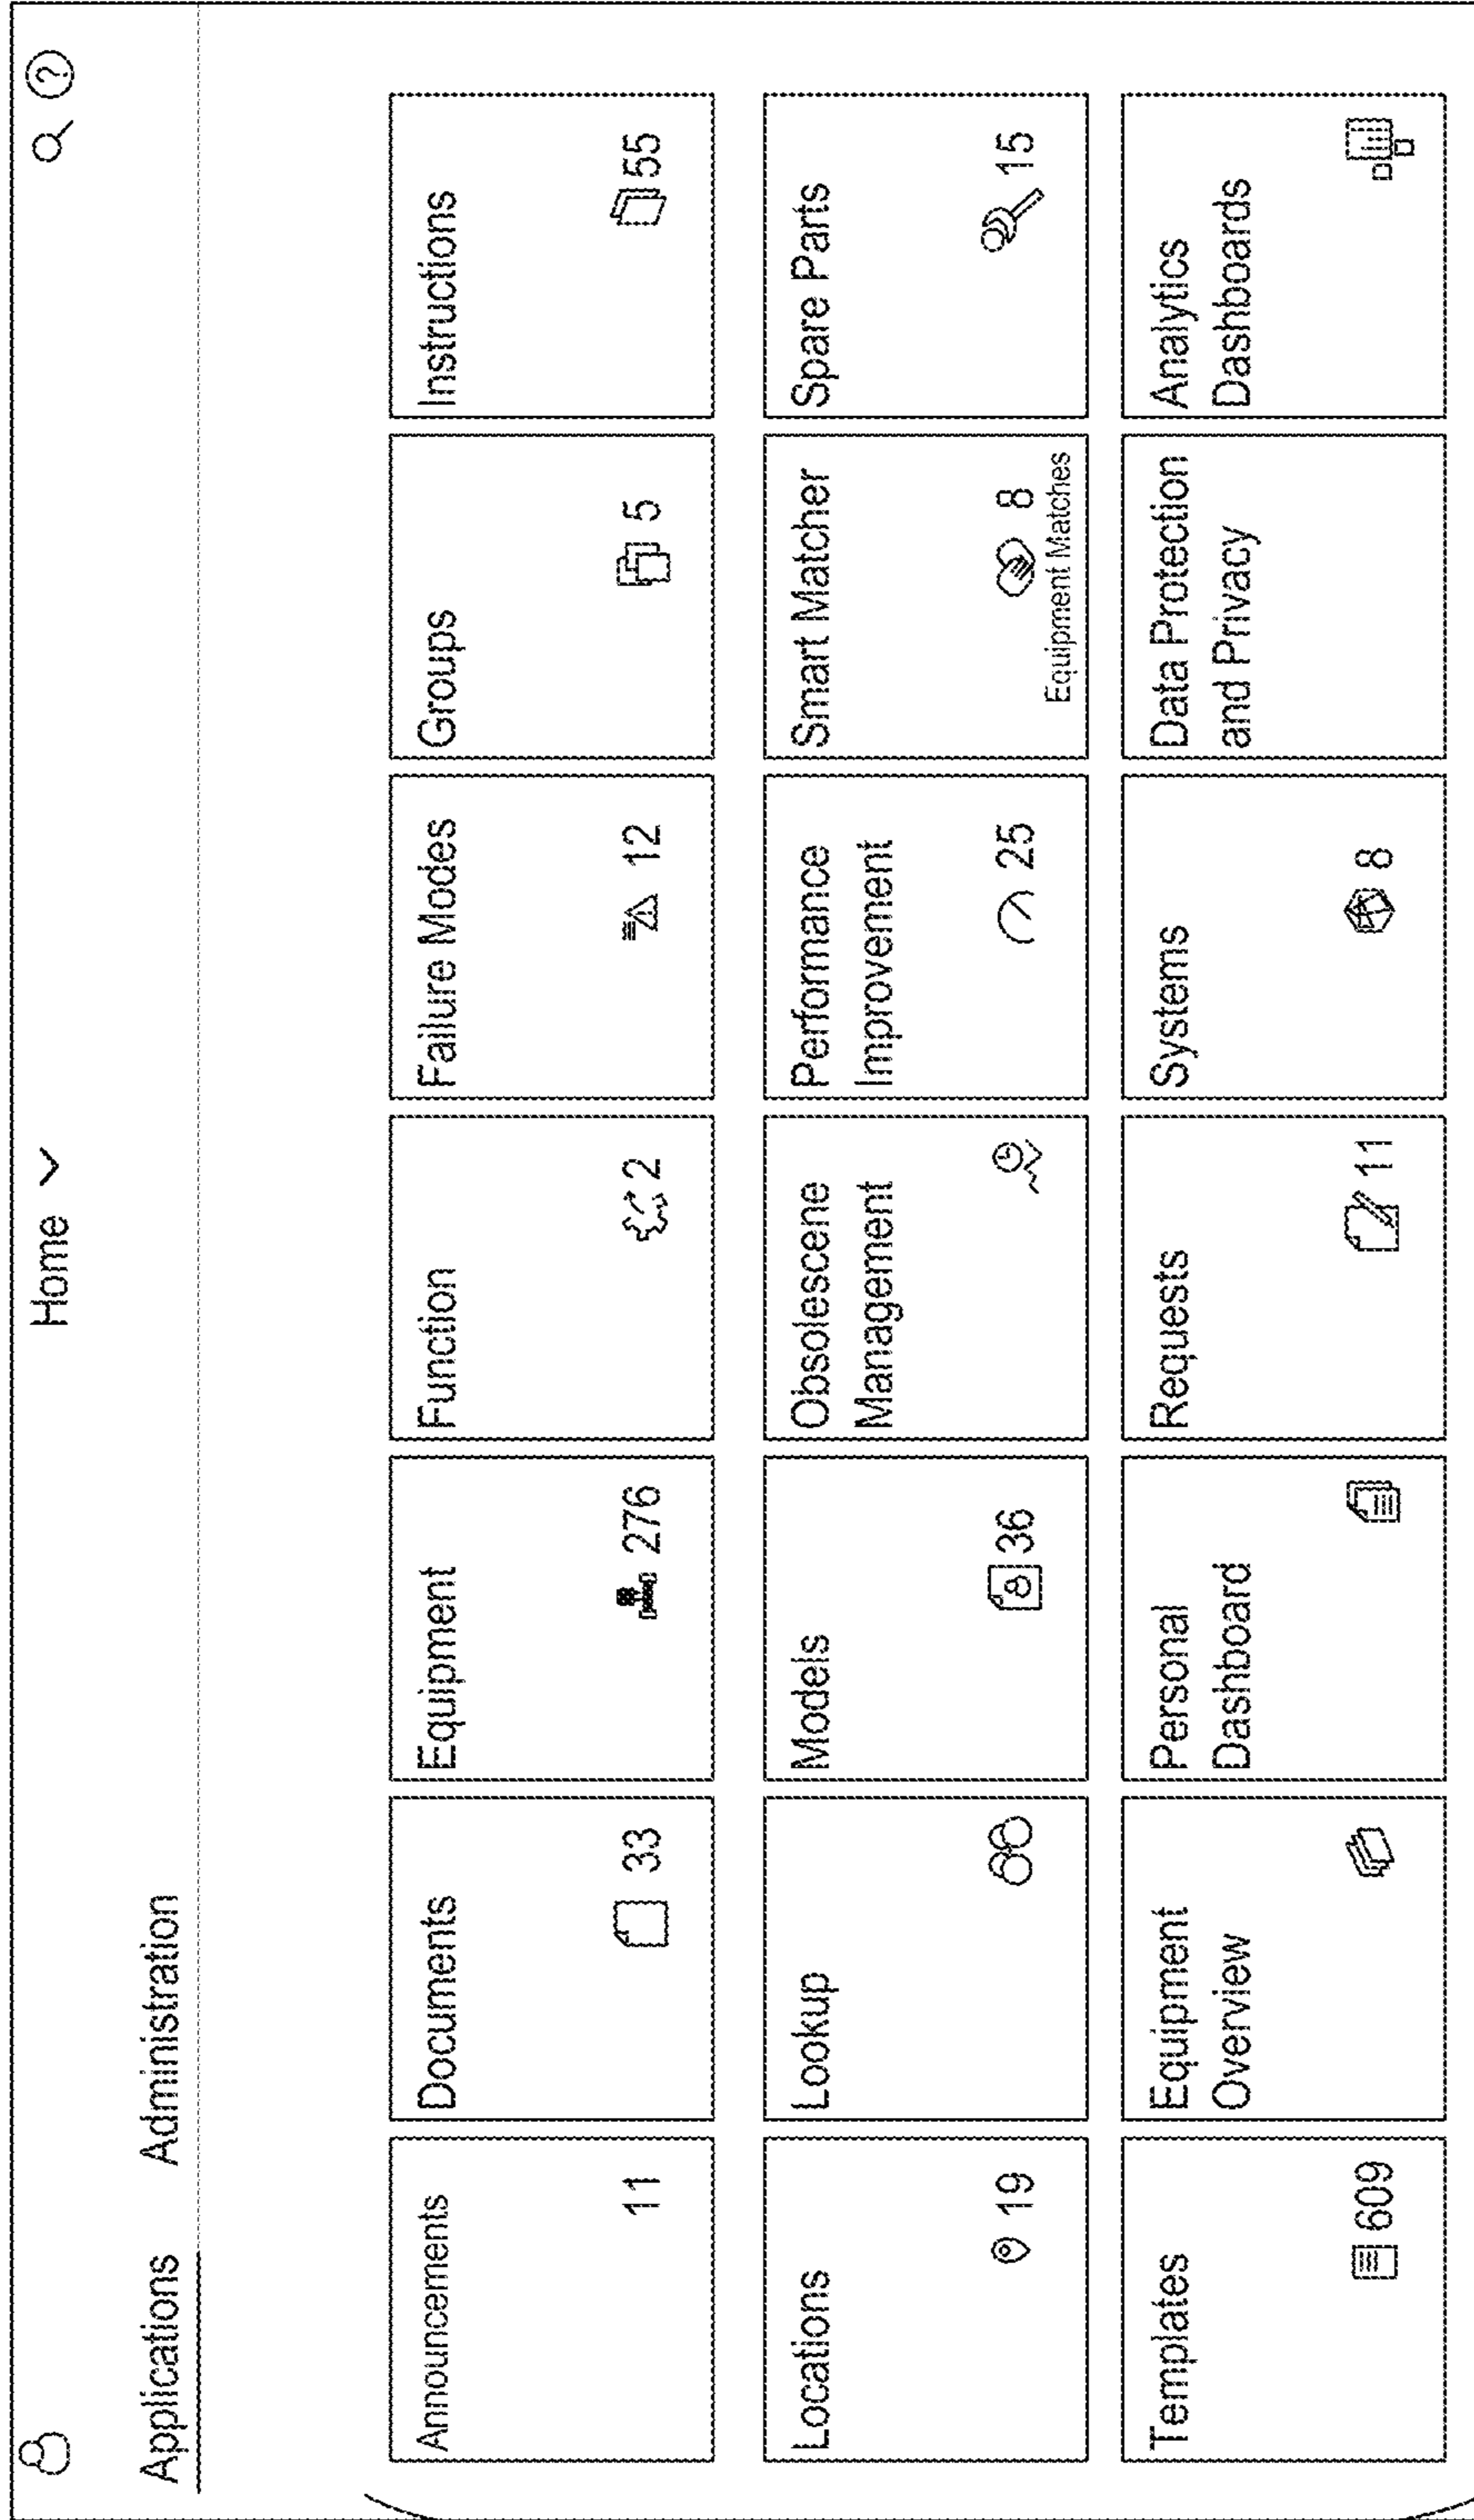 Home
?
Applications Administration
Announcements
11
Documents
33
Equipment
276
Function
2
Failure Modes
12
Groups
5
Instructions
55
Locations
19
Lookup
Models
36
Obsolescene
Management
Performance
Improvement
25
Smart Matcher
8
Equipment Matches
Spare Parts
15
Templates
609
Equipment
Overview
Personal
Dashboard
Requests
11
Systems
8
Data Protection
and Privacy
Analytics
Dashboards